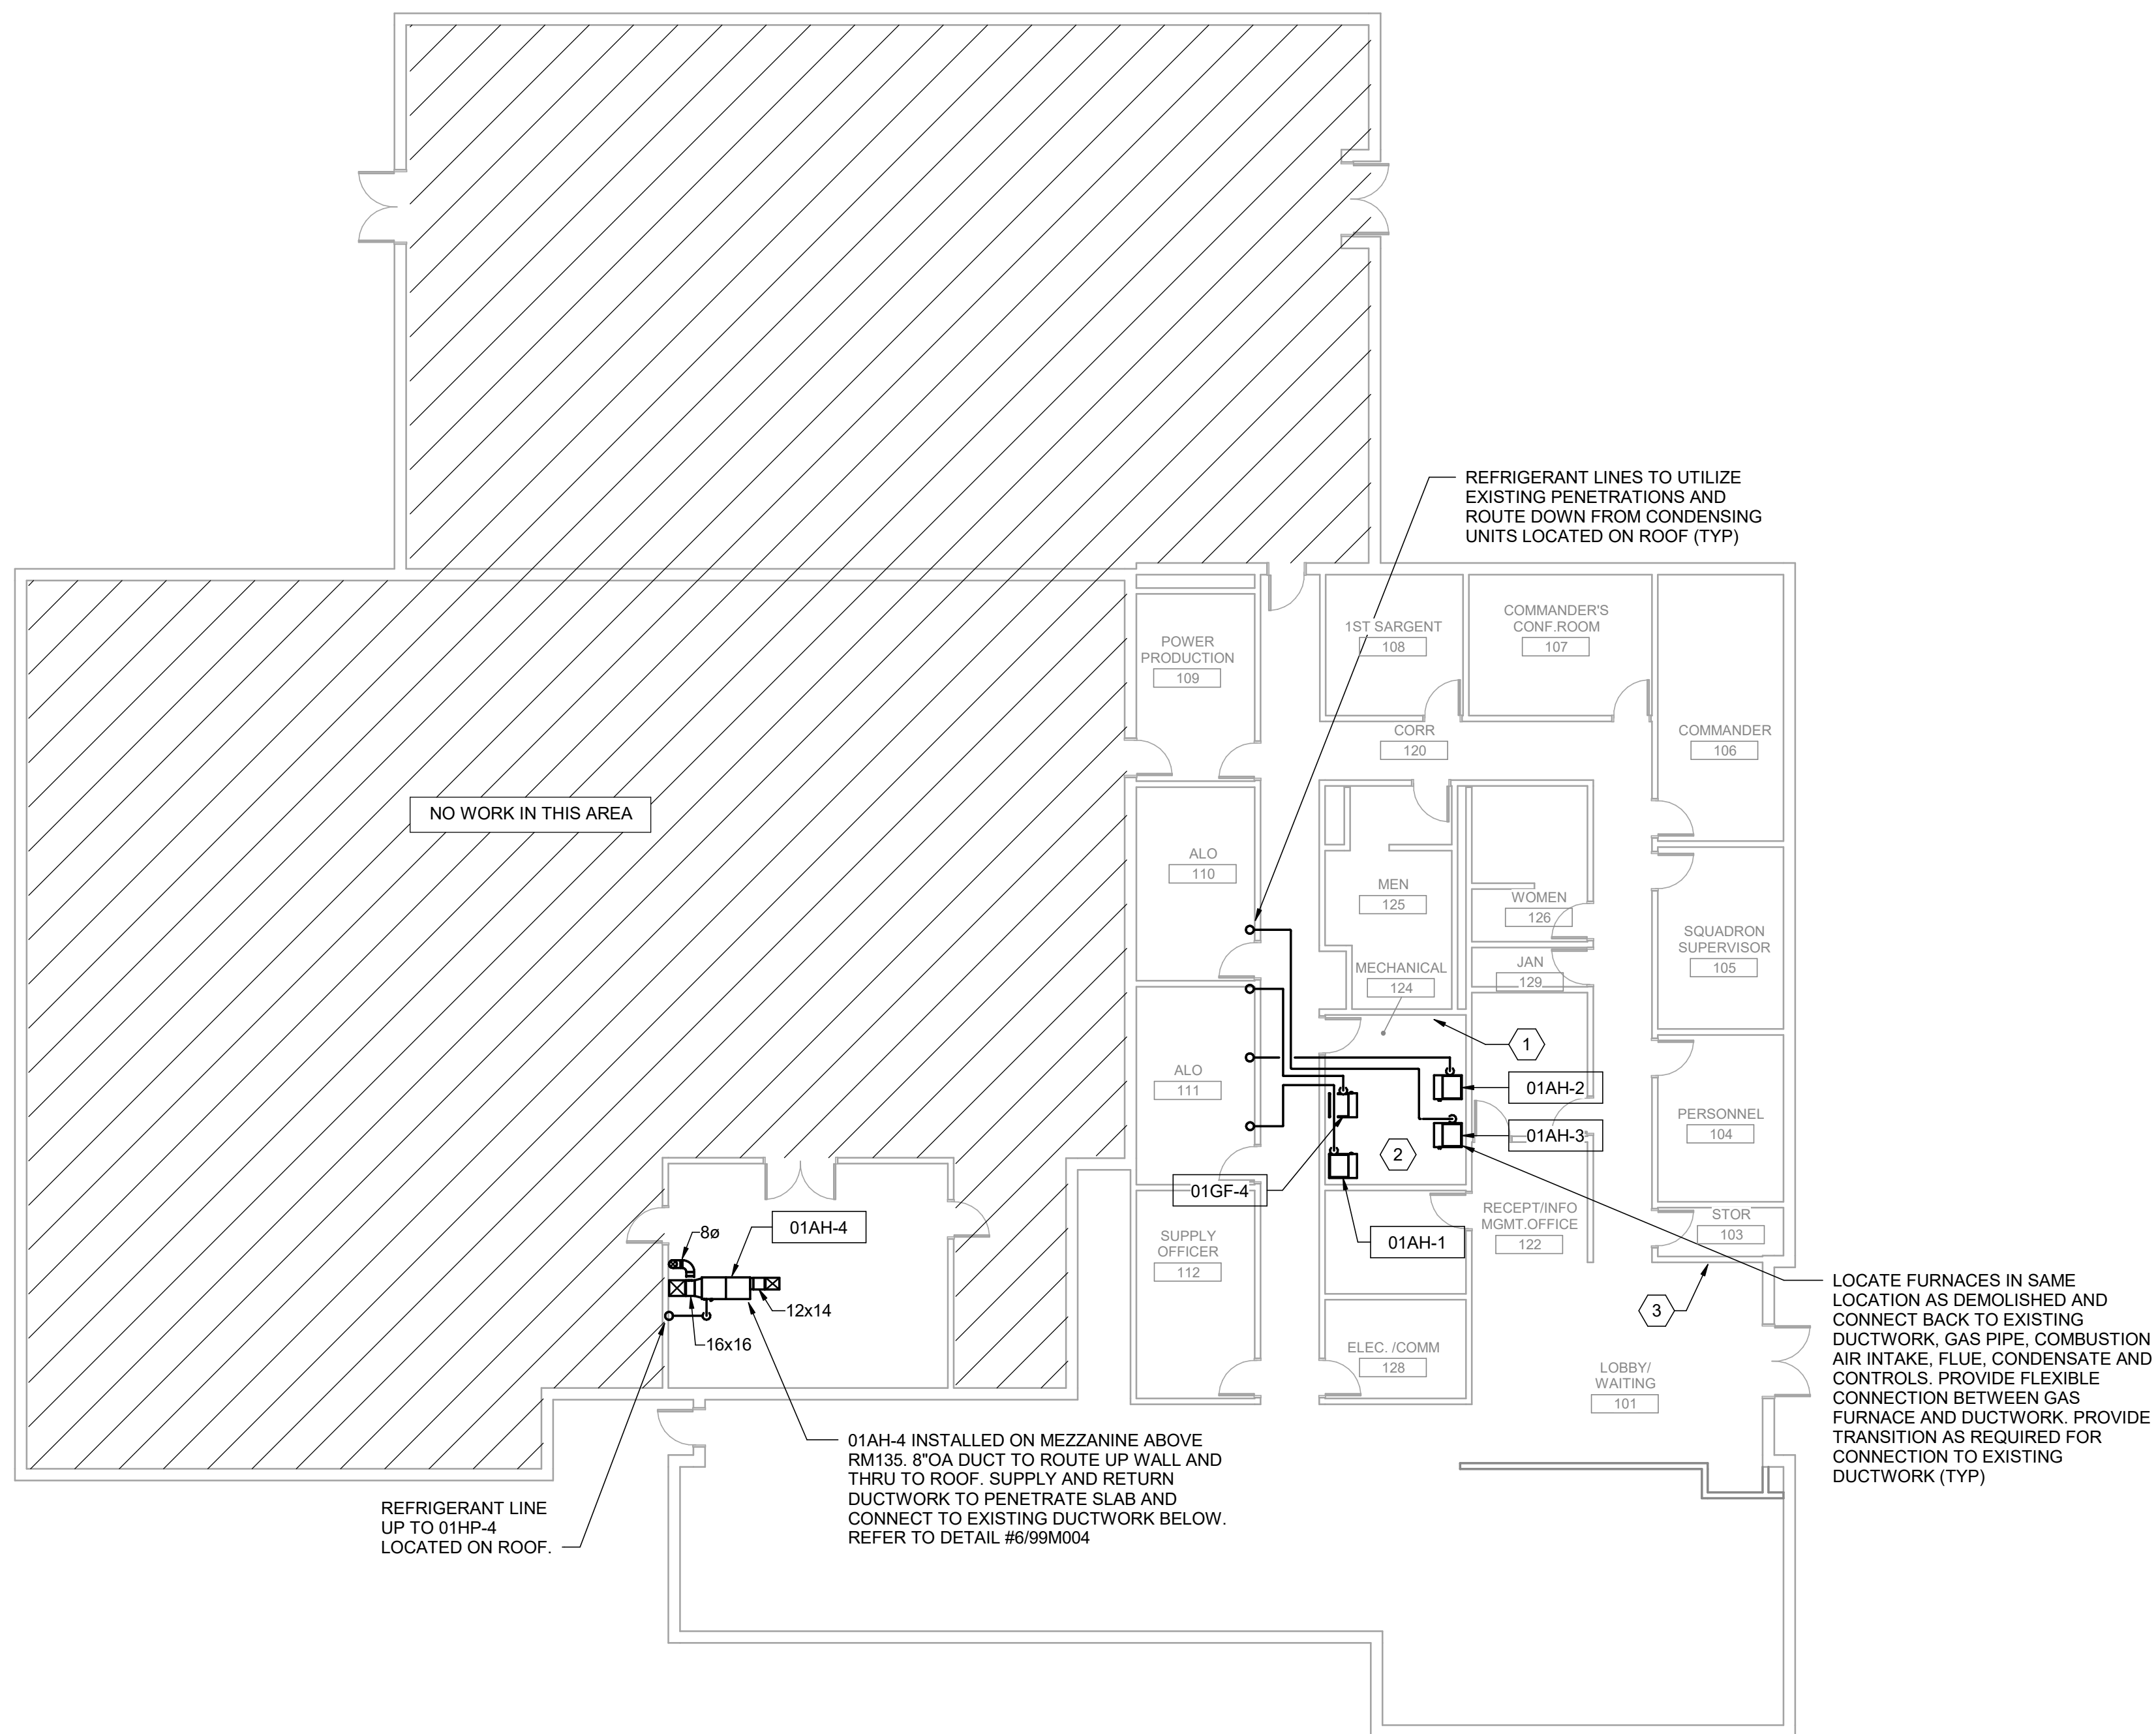 REFRIGERANT LINES TO UTILIZE
EXISTING PENETRATIONS AND
ROUTE DOWN FROM CONDENSING
UNITS LOCATED ON ROOF (TYP)
1ST SARGENT
108
COMMANDER'S
CONF.ROOM
107
POWER
PRODUCTION
109
CORR
120
COMMANDER
106
NO WORK IN THIS AREA
ALO
110
MEN
125
WOMEN
126
SQUADRON
SUPERVISOR
105
MECHANICAL
124
JAN
129
1
ALO
111
01AH-2
PERSONNEL
104
01AH-3
2
01GF-4
RECEPT/INFO
MGMT.OFFICE
122
STOR
103
01AH-4
8ø
SUPPLY
OFFICER
112
01AH-1
12x14
16x16
3
ELEC. /COMM
128
LOBBY/
WAITING
101
LOCATE FURNACES IN SAME
LOCATION AS DEMOLISHED AND
CONNECT BACK TO EXISTING
DUCTWORK, GAS PIPE, COMBUSTION
AIR INTAKE, FLUE, CONDENSATE AND
CONTROLS. PROVIDE FLEXIBLE
CONNECTION BETWEEN GAS
FURNACE AND DUCTWORK. PROVIDE
TRANSITION AS REQUIRED FOR
CONNECTION TO EXISTING
DUCTWORK (TYP)
01AH-4 INSTALLED ON MEZZANINE ABOVE
RM135. 8"OA DUCT TO ROUTE UP WALL AND
THRU TO ROOF. SUPPLY AND RETURN
DUCTWORK TO PENETRATE SLAB AND
CONNECT TO EXISTING DUCTWORK BELOW.
REFER TO DETAIL #6/99M004
REFRIGERANT LINE
UP TO 01HP-4
LOCATED ON ROOF.